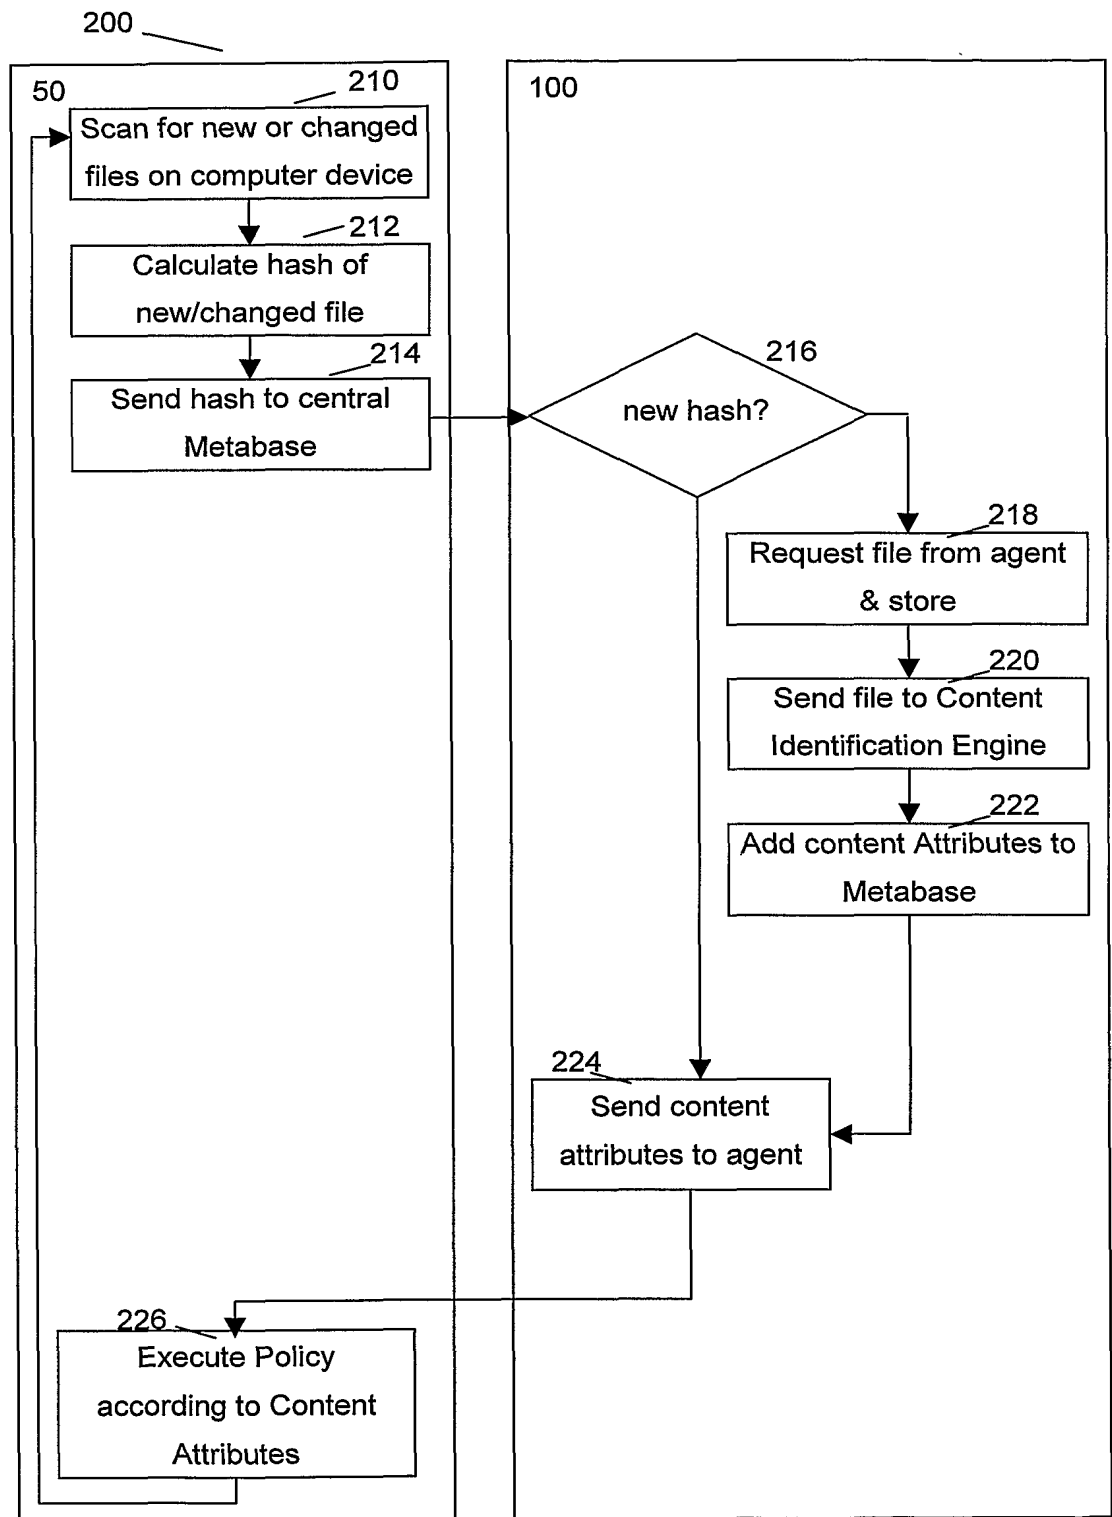 200
50
210
Scan for new or changed
files on computer device
212
Calculate hash of
new/changed file
214
Send hash to central
Metabase
100
216
new hash?
218
Request file from agent
& store
220
Send file to Content
Identification Engine
222
Add content Attributes to
Metabase
224
Send content
attributes to agent
226
Execute Policy
according to Content
Attributes